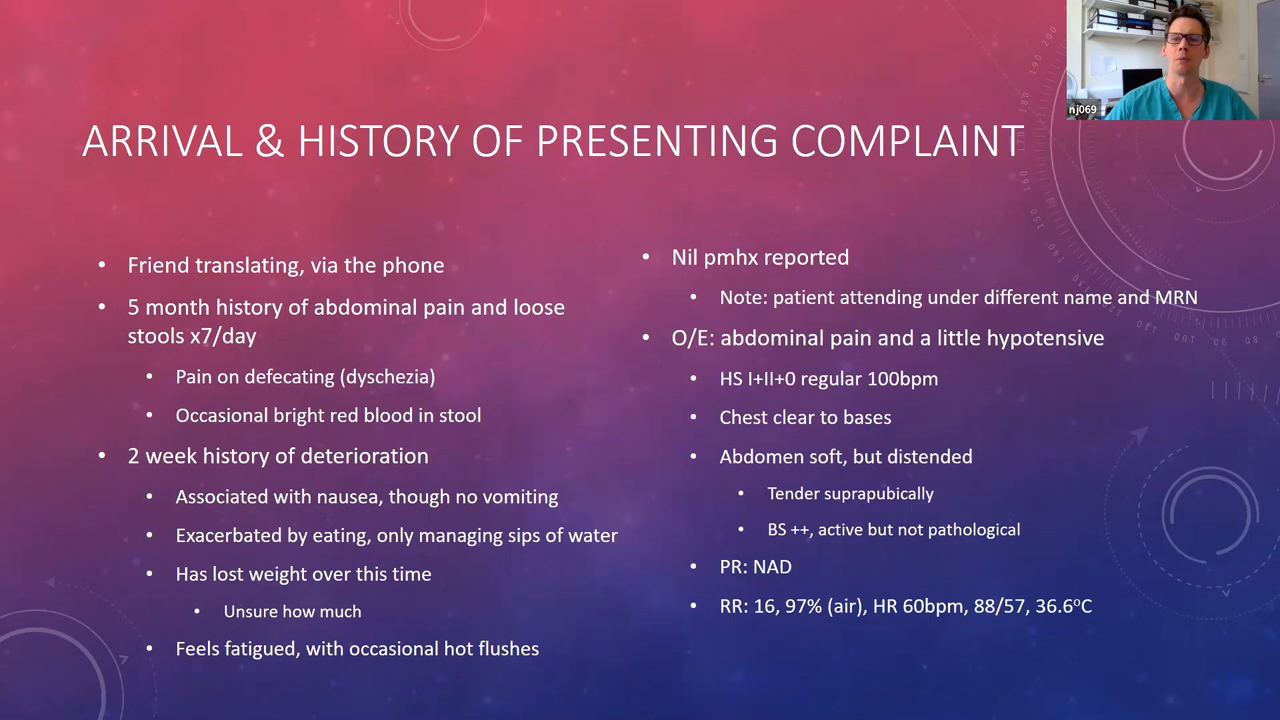 nj069
ARRIVAL & HISTORY OF PRESENTING COMPLAINT
• Friend translating, via the phone
• 5 month history of abdominal pain and loose
stools x7/day
• Pain on defecating (dyschezia)
• Occasional bright red blood in stool
• 2 week history of deterioration
• Associated with nausea, though no vomiting
• Exacerbated by eating, only managing sips of water
• Has lost weight over this time
• Unsure how much
• Feels fatigued, with occasional hot flushes
• Nil pmhx reported
• Note: patient attending under different name and MRN
• O/E: abdominal pain and a little hypotensive
• HS I+II+0 regular 100bpm
• Chest clear to bases
• Abdomen soft, but distended
• Tender suprapubically
• BS ++, active but not pathological
• PR: NAD
• RR: 16, 97% (air), HR 60bpm, 88/57, 36.6°C